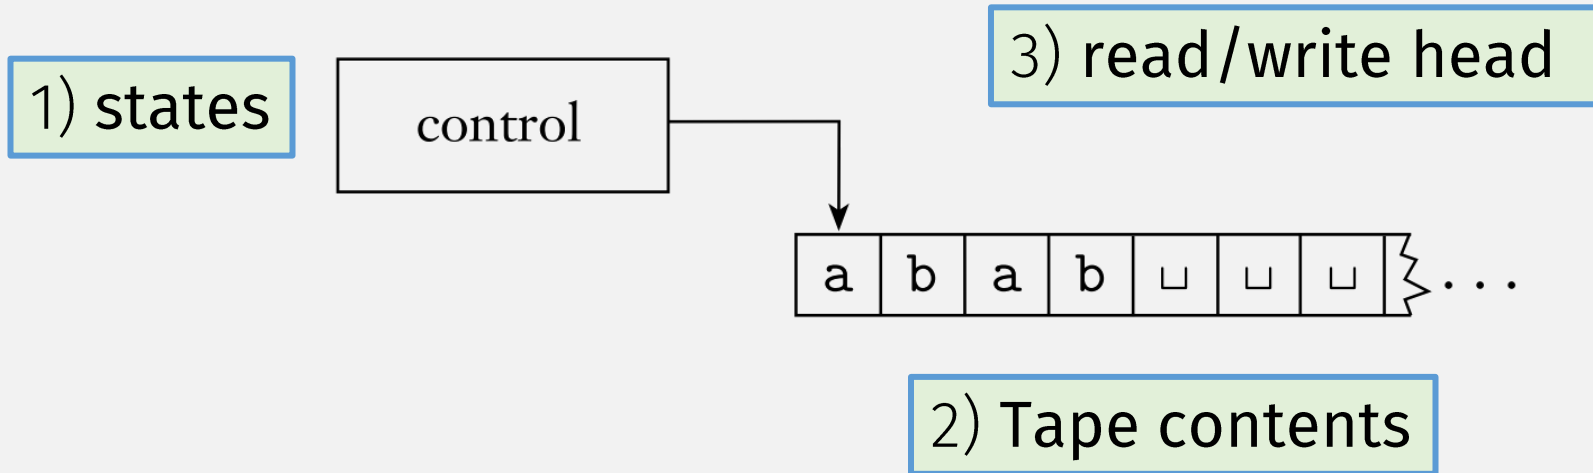 3) read/write head
1) states
control
a b a b ␣ ␣ ␣ ...
2) Tape contents